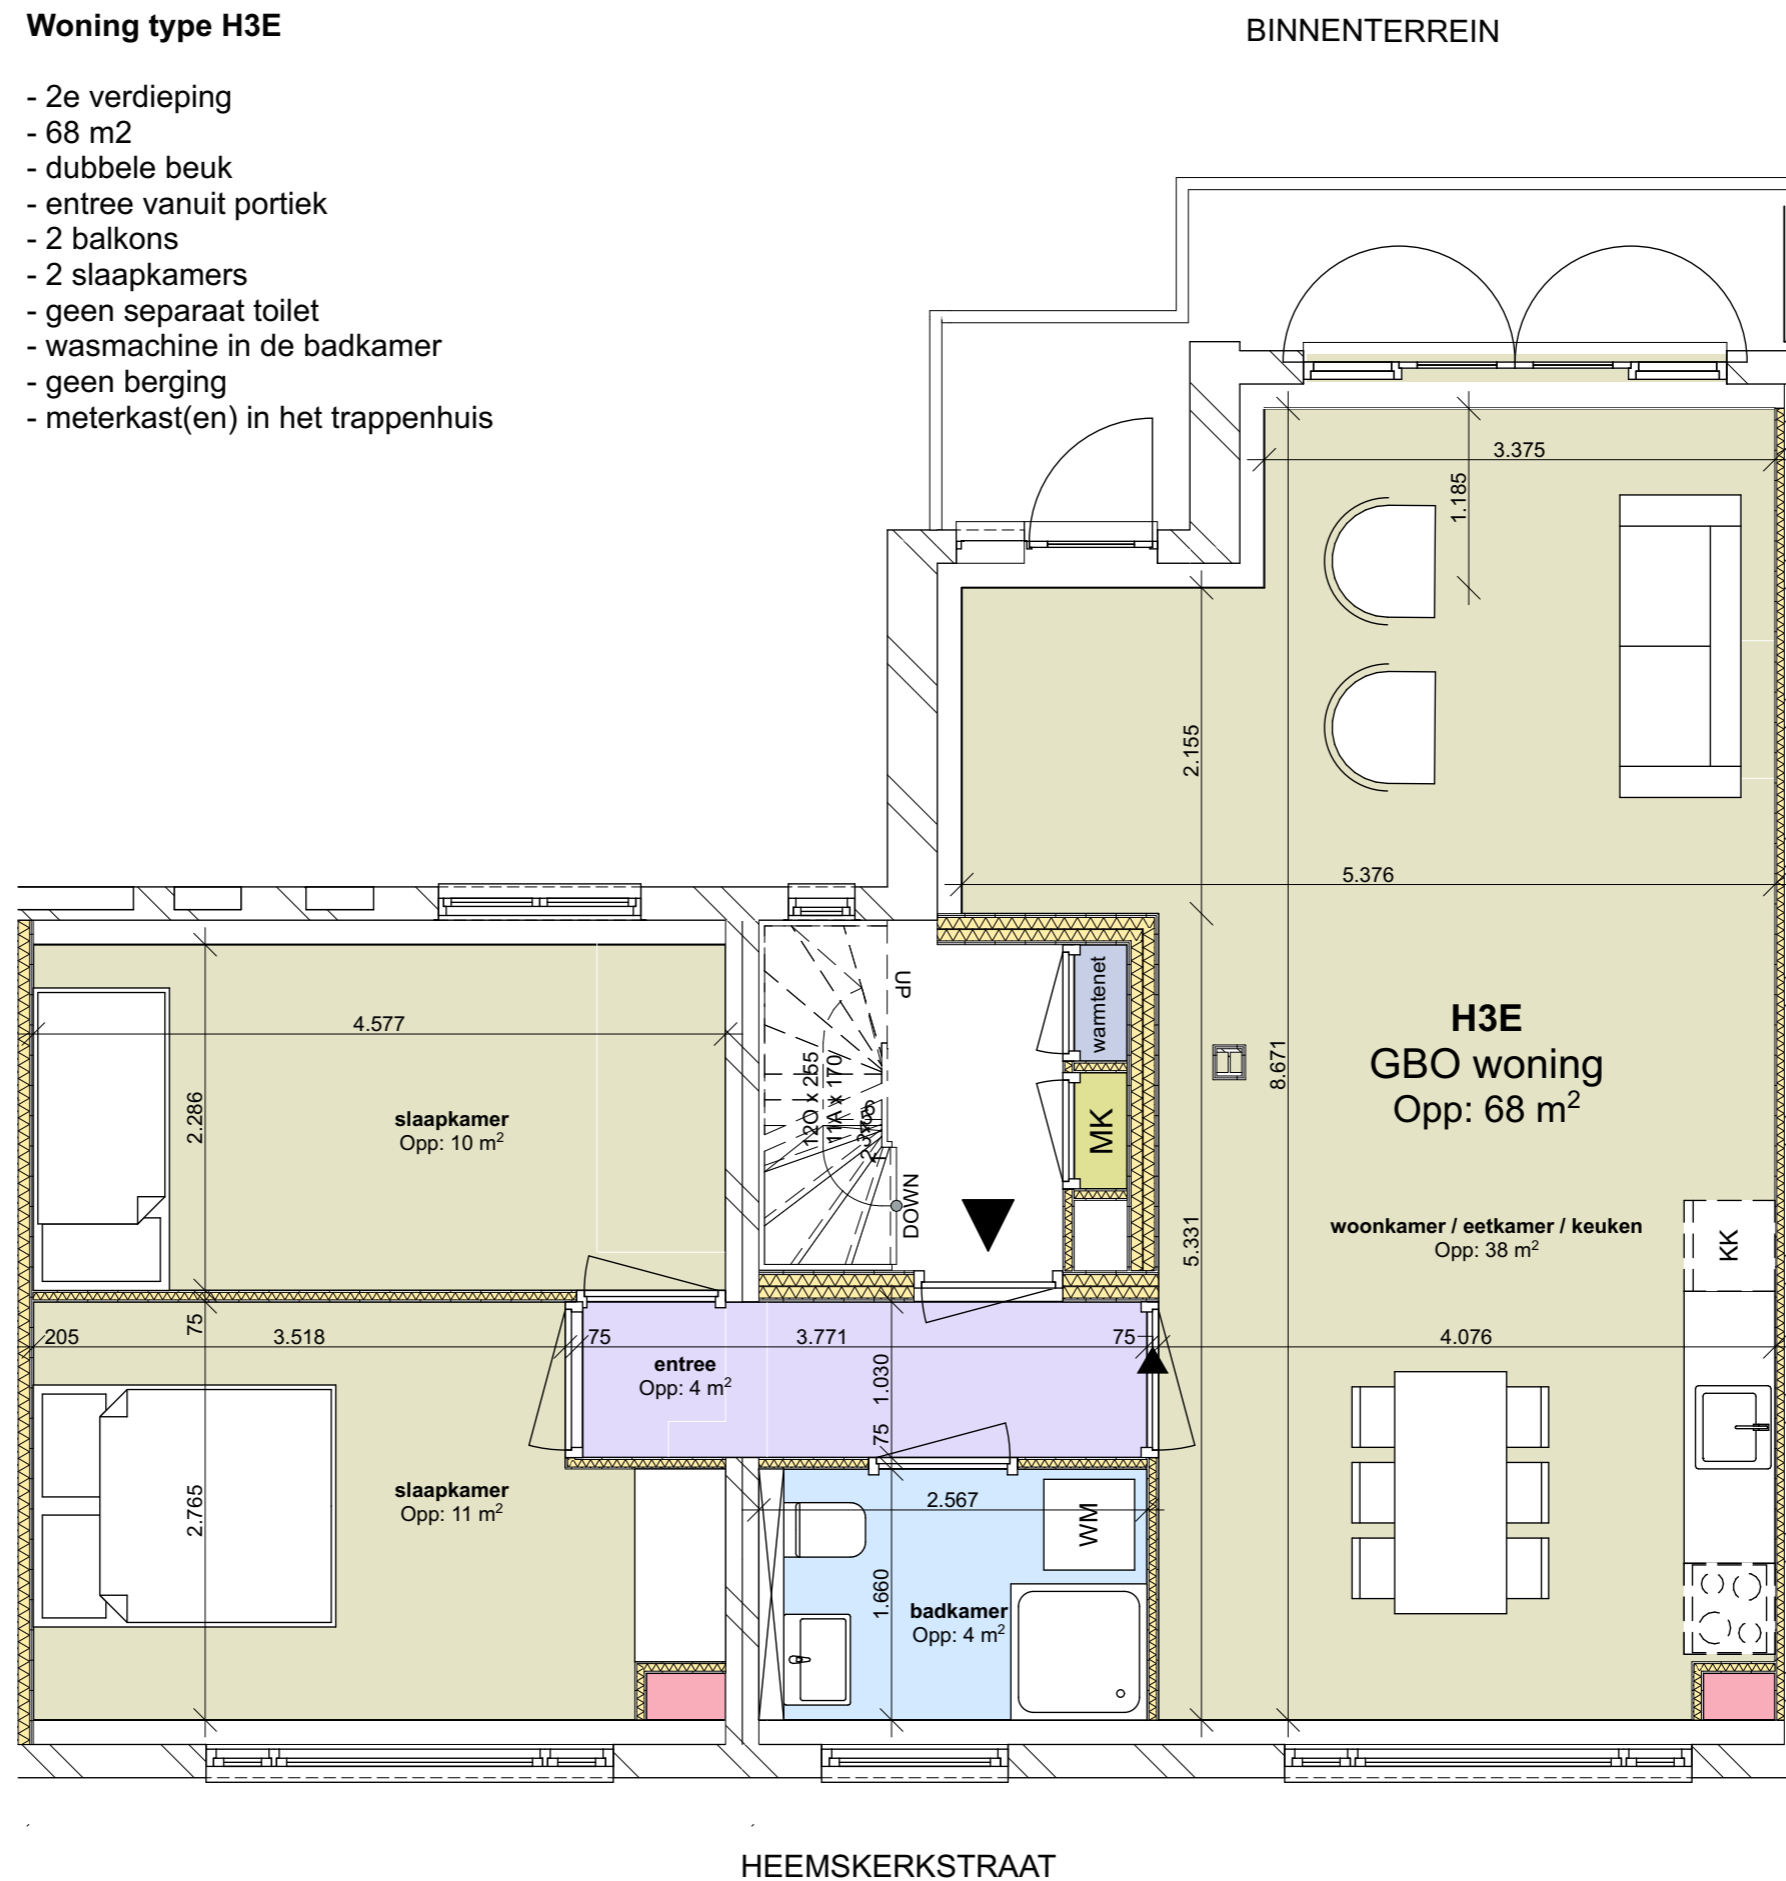 Woning type H3E
BINNENTERREIN
- 2e verdieping
- 68 m2
- dubbele beuk
- entree vanuit portiek
- 2 balkons
- 2 slaapkamers
- geen separaat toilet
- wasmachine in de badkamer
- geen berging
- meterkast(en) in het trappenhuis
3.375
1.185
2.155
5.376
UP
warmtenet
4.577
H3E
GBO woning
Opp: 68 m²
8.671
12O x 255
11A x 170
2.286
slaapkamer
Opp: 10 m²
MK
DOWN
5.331
woonkamer / eetkamer / keuken
Opp: 38 m²
KK
75
205
3.518
75
3.771
75
4.076
entree
Opp: 4 m²
1.030
75
slaapkamer
Opp: 11 m²
2.765
2.567
WM
1.660
badkamer
Opp: 4 m²
HEEMSKERKSTRAAT